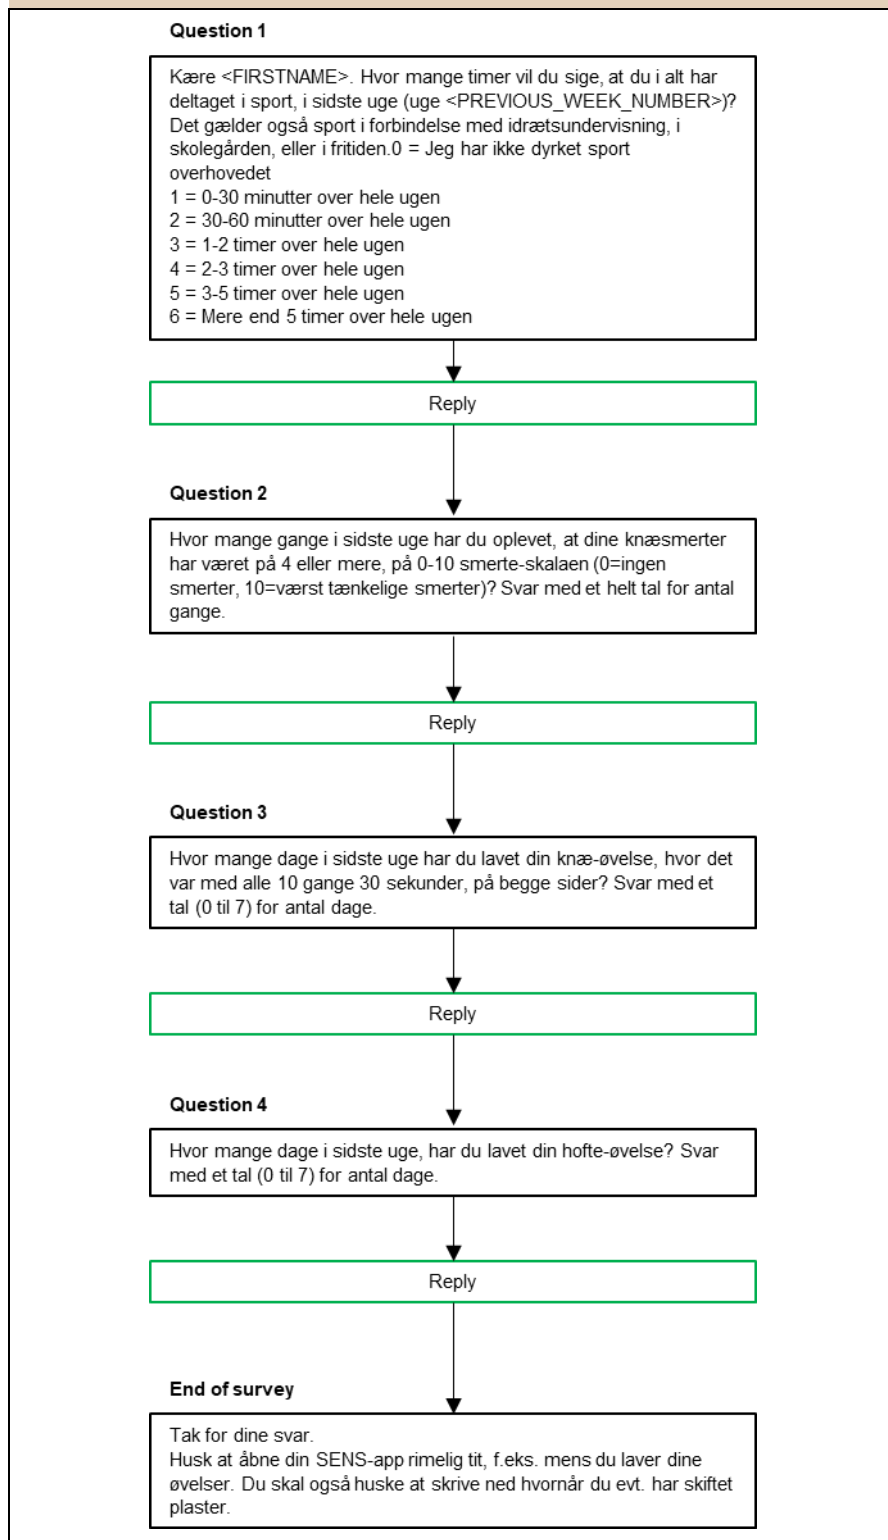 Question 1
Kære <FIRSTNAME>. Hvor mange timer vil du sige, at du i alt har
deltaget i sport, i sidste uge (uge <PREVIOUS_WEEK_NUMBER>)?
Det gælder også sport i forbindelse med idrætsundervisning, i
skolegården, eller i fritiden.0 = Jeg har ikke dyrket sport
overhovedet
1 = 0-30 minutter over hele ugen
2 = 30-60 minutter over hele ugen
3 = 1-2 timer over hele ugen
4 = 2-3 timer over hele ugen
5 = 3-5 timer over hele ugen
6 = Mere end 5 timer over hele ugen
Reply
Question 2
Hvor mange gange i sidste uge har du oplevet, at dine knæsmerter
har været på 4 eller mere, på 0-10 smerte-skalaen (0=ingen
smerter, 10=værst tænkelige smerter)? Svar med et helt tal for antal
gange.
Reply
Question 3
Hvor mange dage i sidste uge har du lavet din knæ-øvelse, hvor det
var med alle 10 gange 30 sekunder, på begge sider? Svar med et
tal (0 til 7) for antal dage.
Reply
Question 4
Hvor mange dage i sidste uge, har du lavet din hofte-øvelse? Svar
med et tal (0 til 7) for antal dage.
Reply
End of survey
Tak for dine svar.
Husk at åbne din SENS-app rimelig tit, f.eks. mens du laver dine
øvelser. Du skal også huske at skrive ned hvornår du evt. har skiftet
plaster.